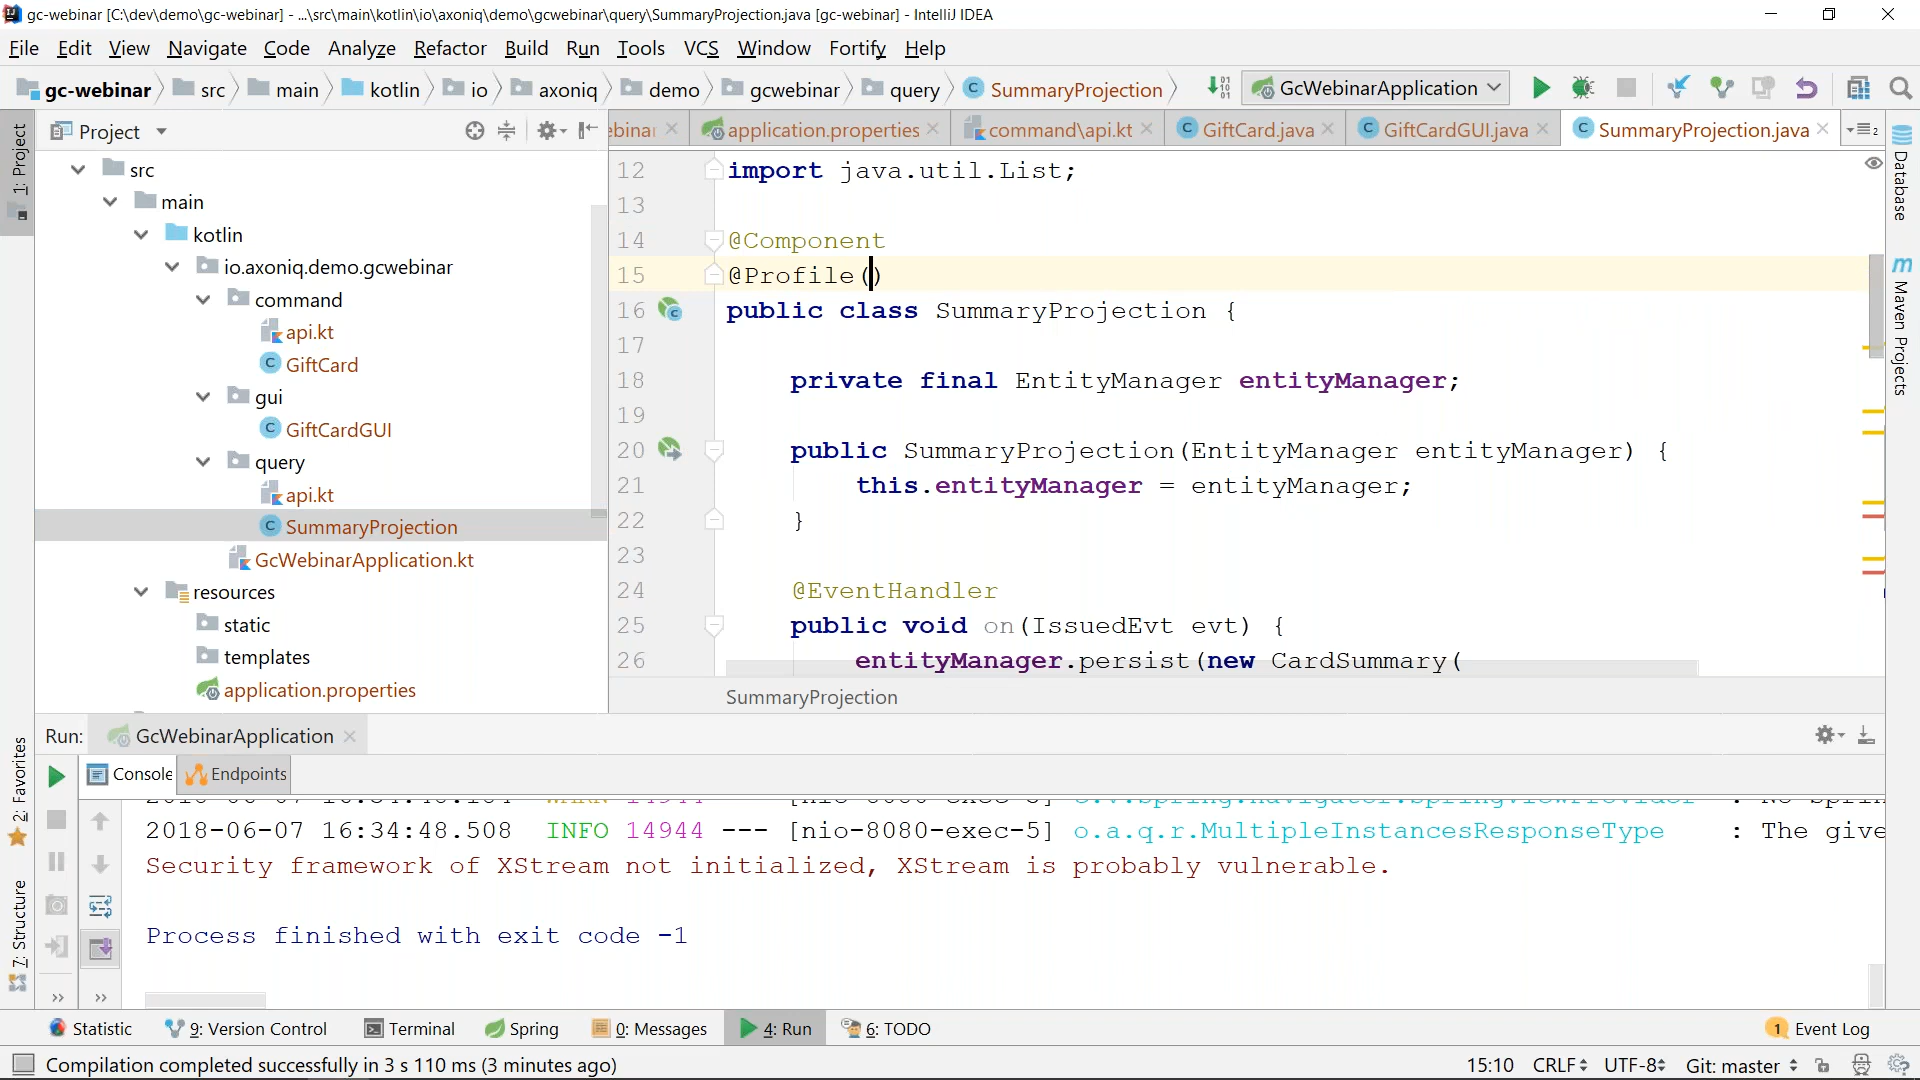 gc-webinar [C:\dev\demo\gc-webinar] - ...\src\main\kotlin\io\axoniq\demo\gcwebinar\query\SummaryProjection.java [gc-webinar] - IntelliJ IDEA
File Edit View Navigate Code Analyze Refactor Build Run Tools VCS Window Fortify Help
gc-webinar src main kotlin io axoniq demo gcwebinar query SummaryProjection GcWebinarApplication
Project
application.properties command\api.kt GiftCard.java GiftCardGUI.java SummaryProjection.java
1: Project
src
main
kotlin
io.axoniq.demo.gcwebinar
command
api.kt
GiftCard
gui
GiftCardGUI
query
api.kt
SummaryProjection
GcWebinarApplication.kt
resources
static
templates
application.properties
12 import java.util.List;
13
14 @Component
15 @Profile()
16 public class SummaryProjection {
17
18 private final EntityManager entityManager;
19
20 public SummaryProjection(EntityManager entityManager) {
21 this.entityManager = entityManager;
22 }
23
24 @EventHandler
25 public void on(IssuedEvt evt) {
26 entityManager.persist(new CardSummary(
SummaryProjection
Database
Maven Projects
Run: GcWebinarApplication
Console Endpoints
2: Favorites
7: Structure
2018-06-07 16:34:48.508 INFO 14944 --- [nio-8080-exec-5] o.a.q.r.MultipleInstancesResponseType : The give
Security framework of XStream not initialized, XStream is probably vulnerable.
Process finished with exit code -1
Statistic 9: Version Control Terminal Spring 0: Messages 4: Run 6: TODO 1 Event Log
Compilation completed successfully in 3 s 110 ms (3 minutes ago) 15:10 CRLF UTF-8 Git: master